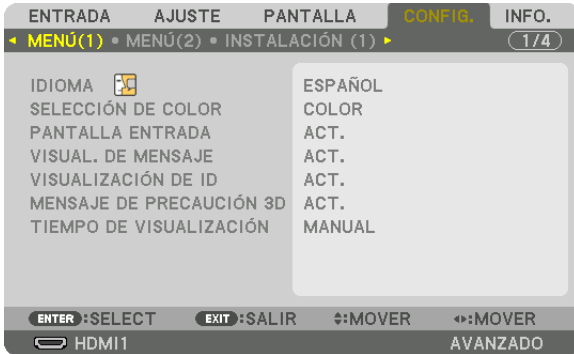 ENTRADA AJUSTE PANTALLA CONFIG. INFO.
MENÚ(1) • MENÚ(2) • INSTALACIÓN (1) 1/4
IDIOMA ESPAÑOL
SELECCIÓN DE COLOR COLOR
PANTALLA ENTRADA ACT.
VISUAL. DE MENSAJE ACT.
VISUALIZACIÓN DE ID ACT.
MENSAJE DE PRECAUCIÓN 3D ACT.
TIEMPO DE VISUALIZACIÓN MANUAL
ENTER :SELECT EXIT :SALIR :MOVER :MOVER
HDMI1 AVANZADO